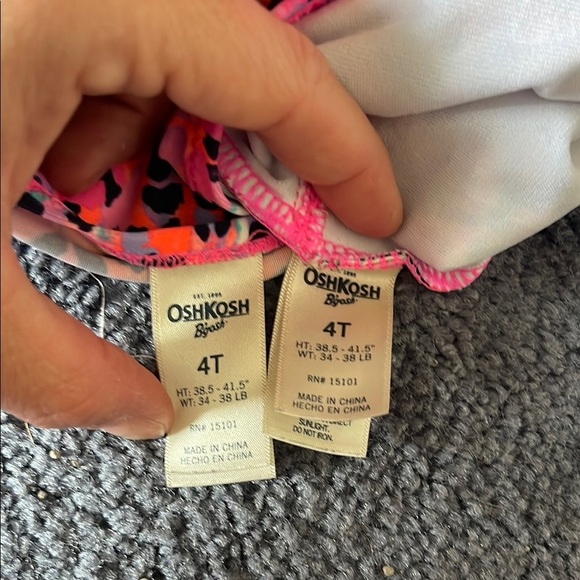 EST. 1895
OSHKOSH
B'gosh
4T
HT: 38.5 - 41.5"
WT: 34 - 38 LB
RN# 15101
MADE IN CHINA
HECHO EN CHINA
OSHKOSH
B'gosh
4T
HT: 38.5 - 41.5"
WT: 34 - 38 LB
RN# 15101
MADE IN CHINA
HECHO EN CHINA
SUNLIGHT.
DO NOT IRON.